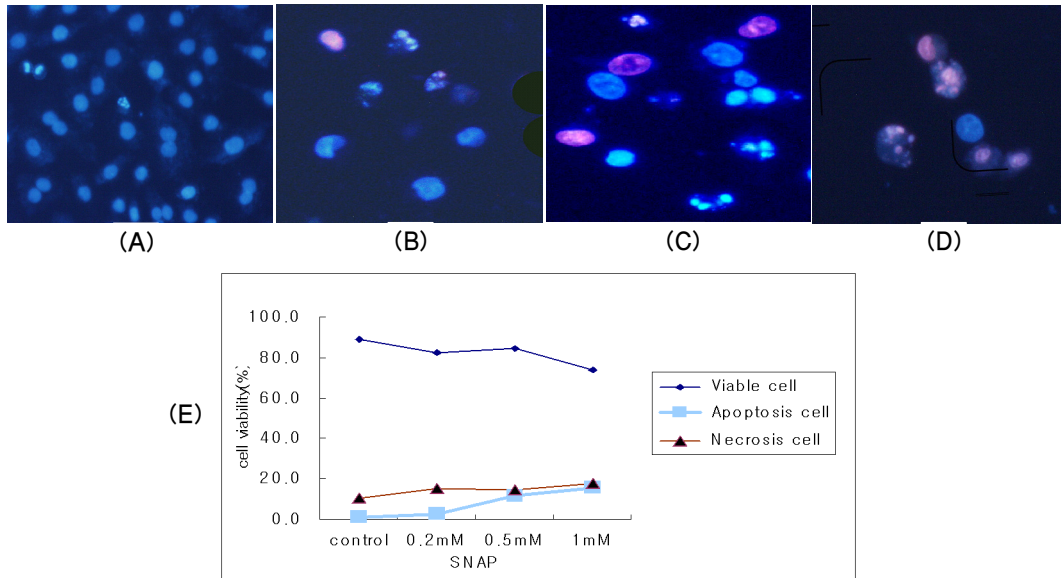 (A)
(B)
(C)
(D)
(E)
cell viability(%,
100.0
80.0
60.0
40.0
20.0
0.0
control 0.2mM 0.5mM 1mM
SNAP
Viable cell
Apoptosis cell
Necrosis cell